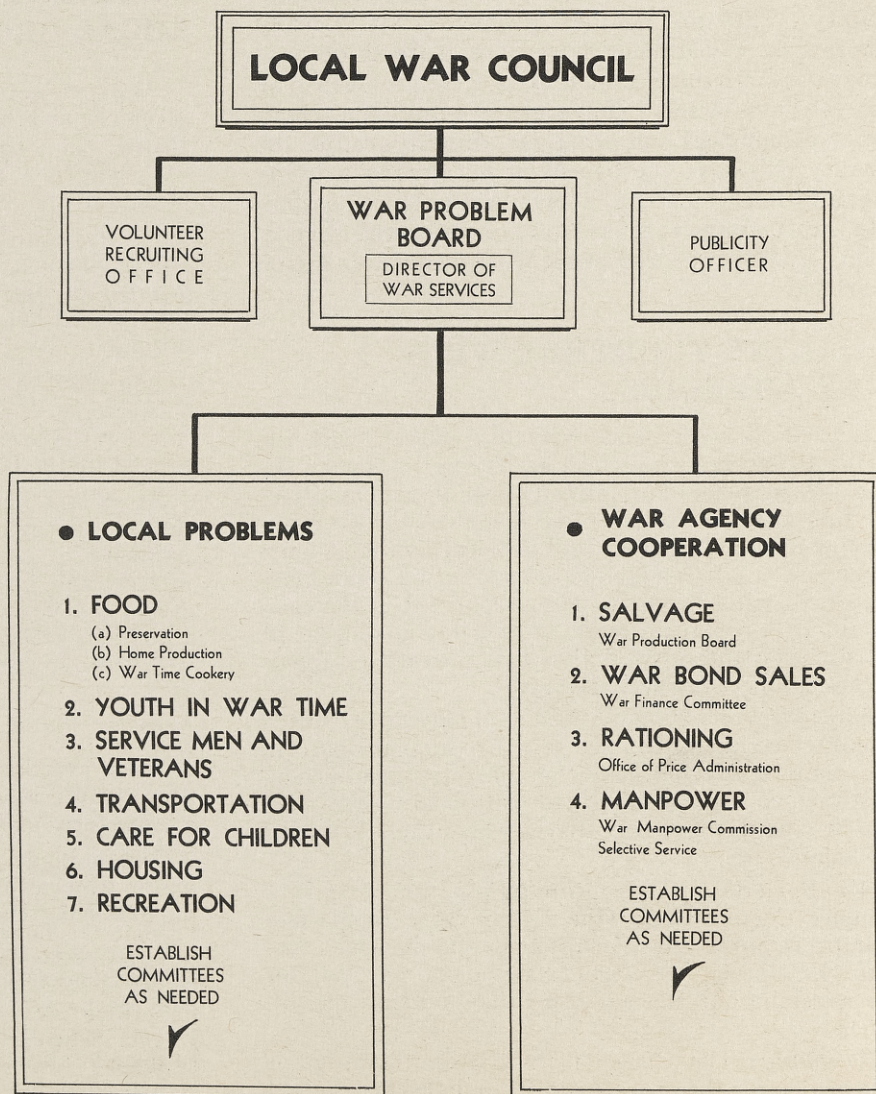 LOCAL WAR COUNCIL
VOLUNTEER
RECRUITING
OFFICE
WAR PROBLEM
BOARD
DIRECTOR OF
WAR SERVICES
PUBLICITY
OFFICER
• LOCAL PROBLEMS
1. FOOD
(a) Preservation
(b) Home Production
(c) War Time Cookery
2. YOUTH IN WAR TIME
3. SERVICE MEN AND
VETERANS
4. TRANSPORTATION
5. CARE FOR CHILDREN
6. HOUSING
7. RECREATION
ESTABLISH
COMMITTEES
AS NEEDED
• WAR AGENCY
COOPERATION
1. SALVAGE
War Production Board
2. WAR BOND SALES
War Finance Committee
3. RATIONING
Office of Price Administration
4. MANPOWER
War Manpower Commission
Selective Service
ESTABLISH
COMMITTEES
AS NEEDED